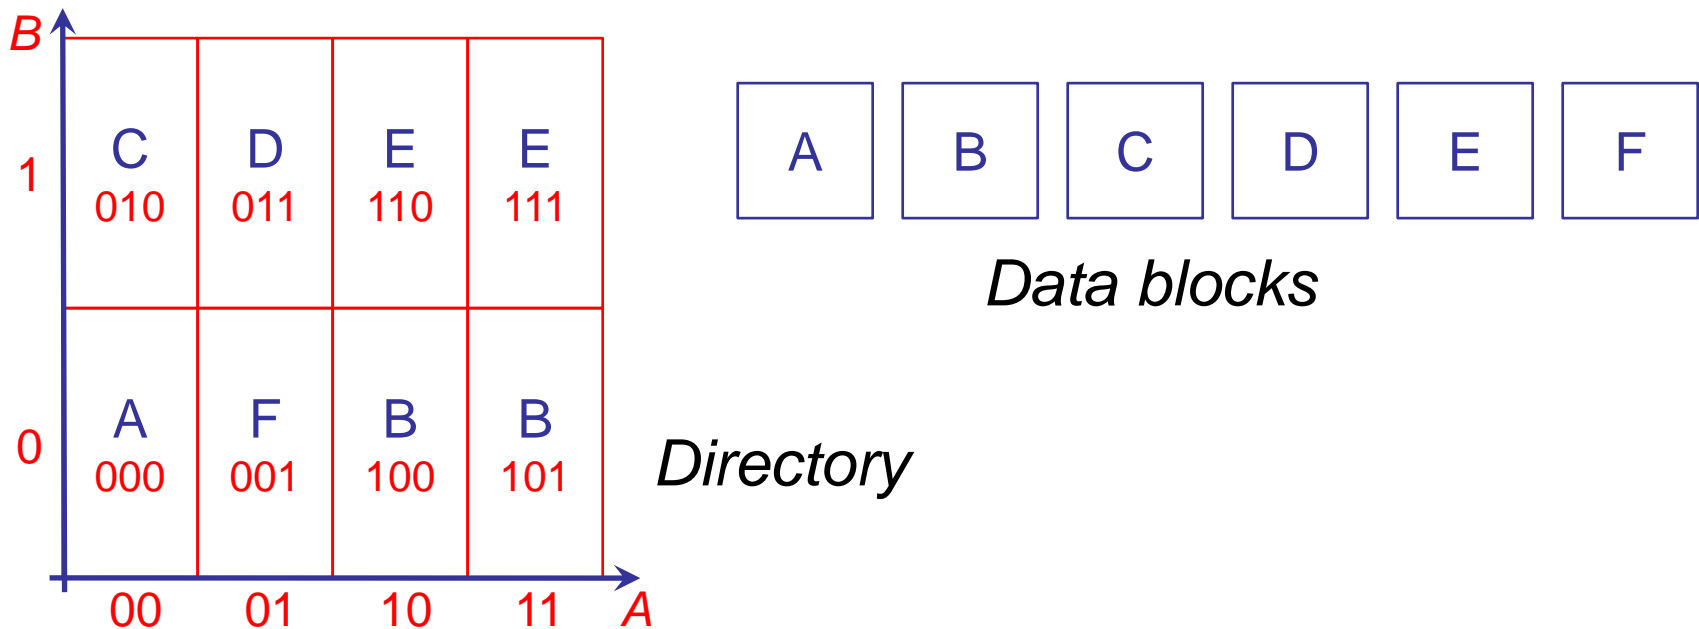 B
1
C D E E
010 011 110 111
0
A F B B
000 001 100 101
00 01 10 11 A
Directory
A B C D E F
Data blocks